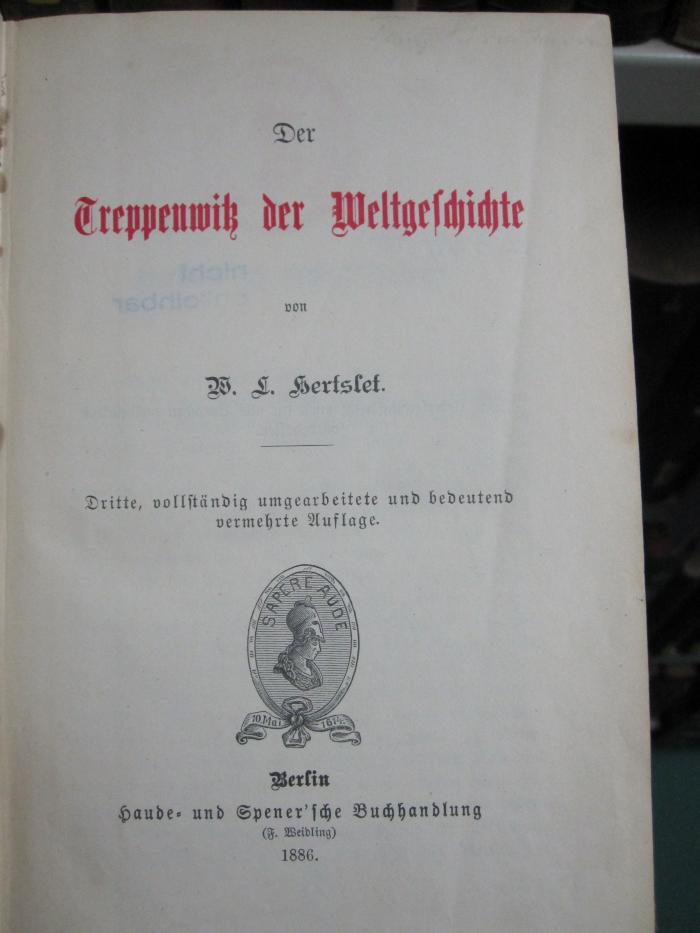 Der
Treppenwitz der Weltgeſchichte
von
W. L. Hertslet.
Dritte, vollſtändig umgearbeitete und bedeutend
vermehrte Auflage.
SAPERE AUDE
10. Mai 1614.
Berlin
Haude- und Spener'ſche Buchhandlung
(F. Weidling)
1886.